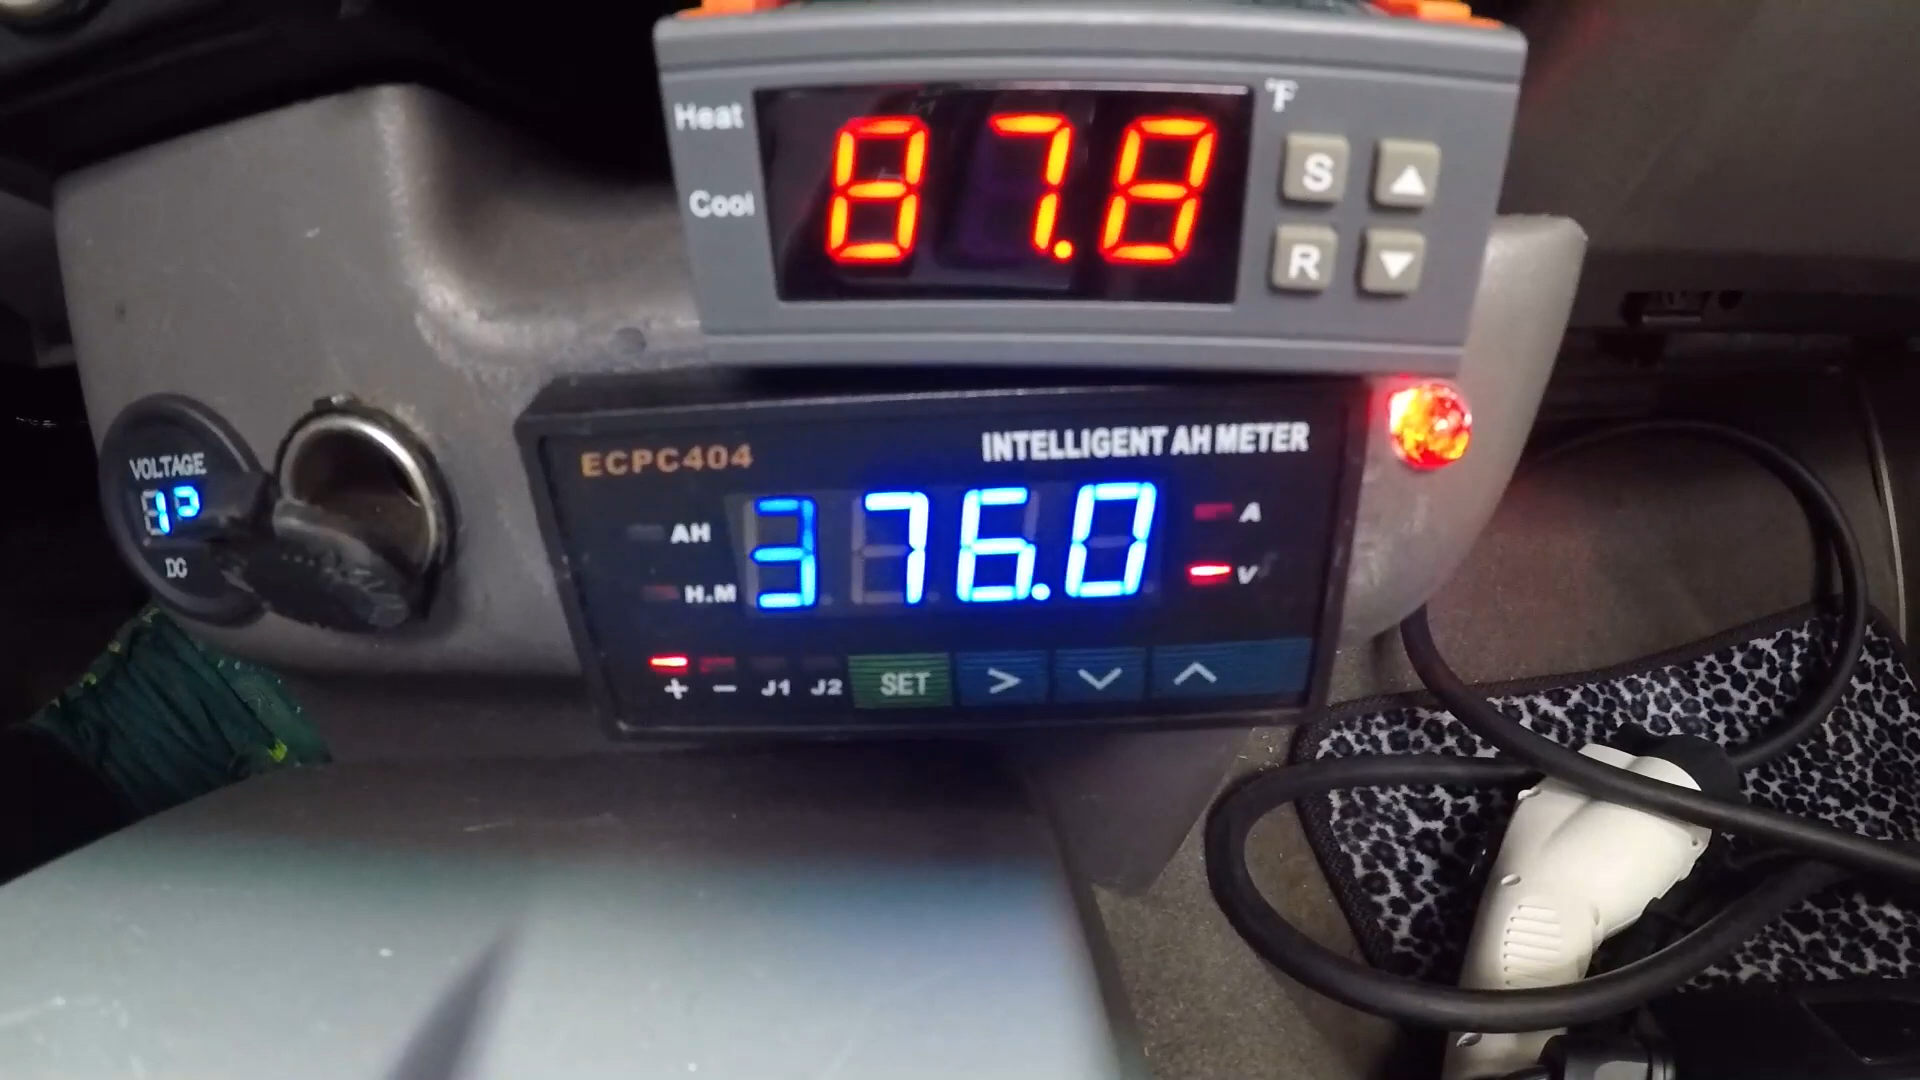 °F
Heat
87.8
S
Cool
R
ECPC404
INTELLIGENT AH METER
VOLTAGE
AH
376.0
A
H.M
V
DC
+ − J1 J2 SET > ∨ ∧